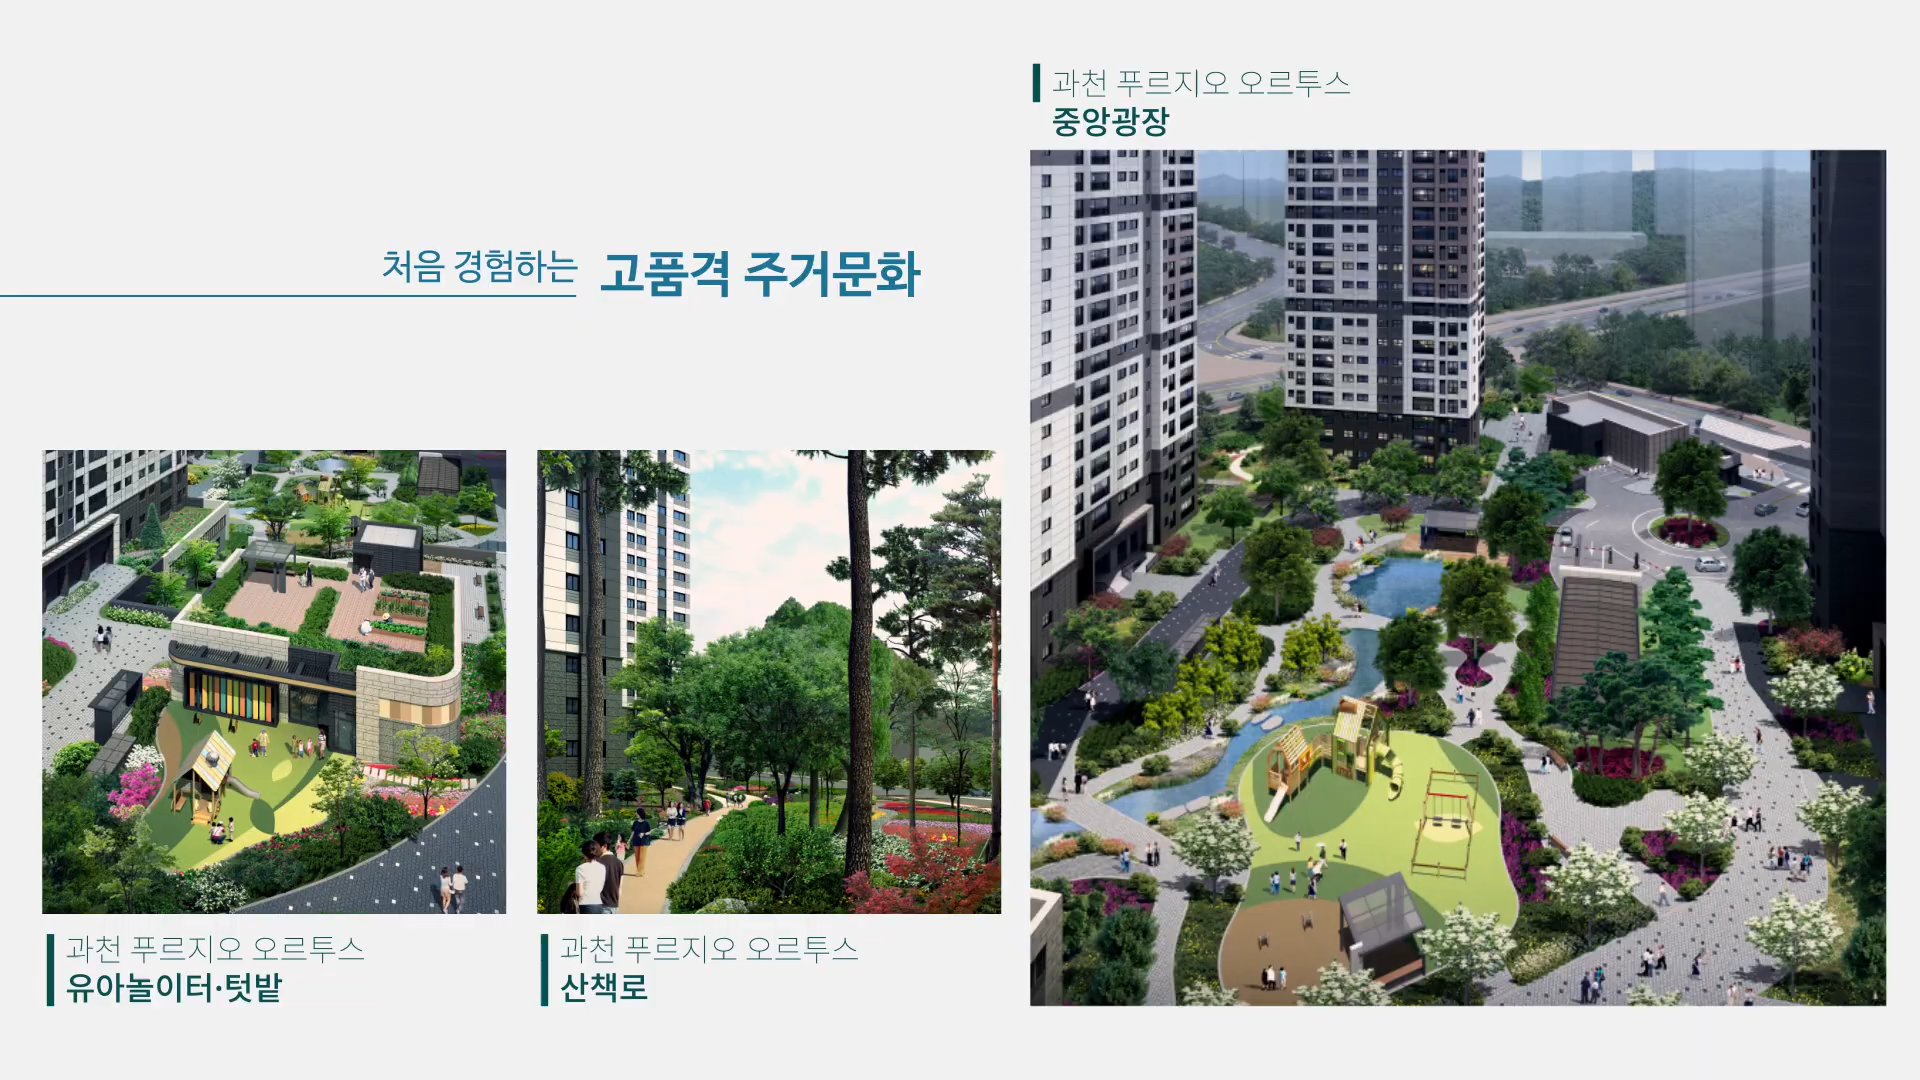 처음 경험하는 고품격 주거문화
과천 푸르지오 오르투스
중앙광장
과천 푸르지오 오르투스
유아놀이터·텃밭
과천 푸르지오 오르투스
산책로